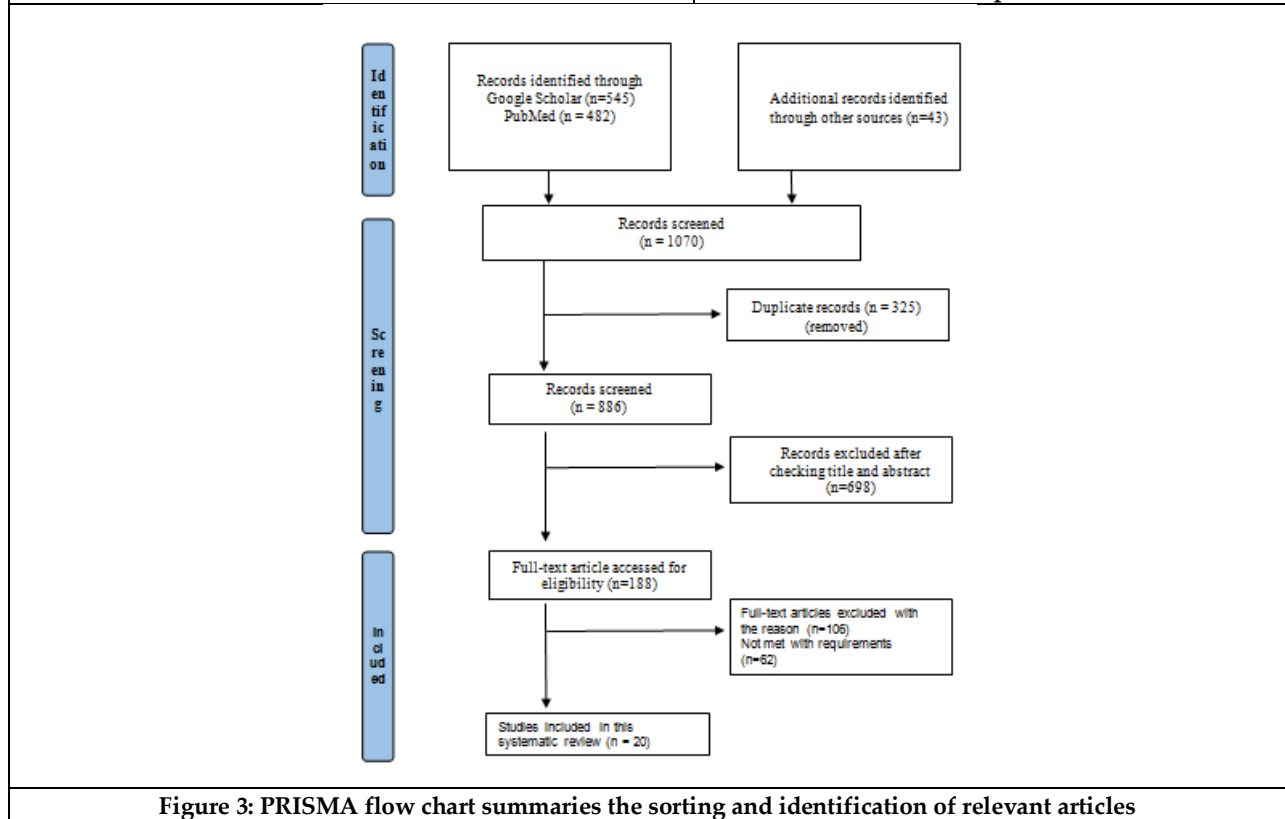 Id
en
tif
ic
ati
on
Records identified through
Google Scholar (n=545)
PubMed (n = 482)
Additional records identified
through other sources (n=43)
Sc
re
en
in
g
Records screened
(n = 1070)
Duplicate records (n = 325)
(removed)
Records screened
(n = 886)
Records excluded after
checking title and abstract
(n=698)
In
cl
ud
ed
Full-text article accessed for
eligibility (n=188)
Full-text articles excluded with
the reason (n=106)
Not met with requirements
(n=62)
Studies included in this
systematic review (n = 20)
Figure 3: PRISMA flow chart summaries the sorting and identification of relevant articles